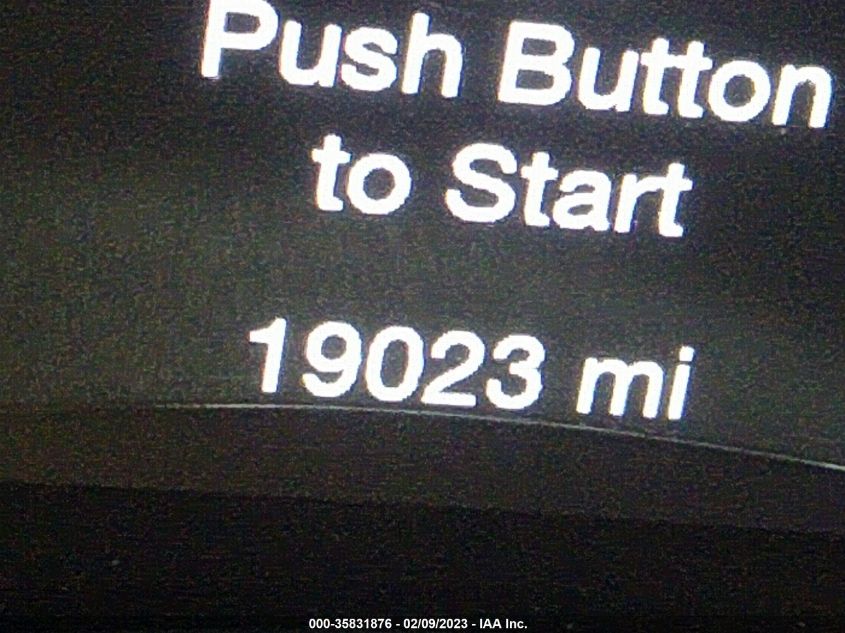 Push Button
to Start
19023 mi
000-35831876 - 02/09/2023 - IAA Inc.